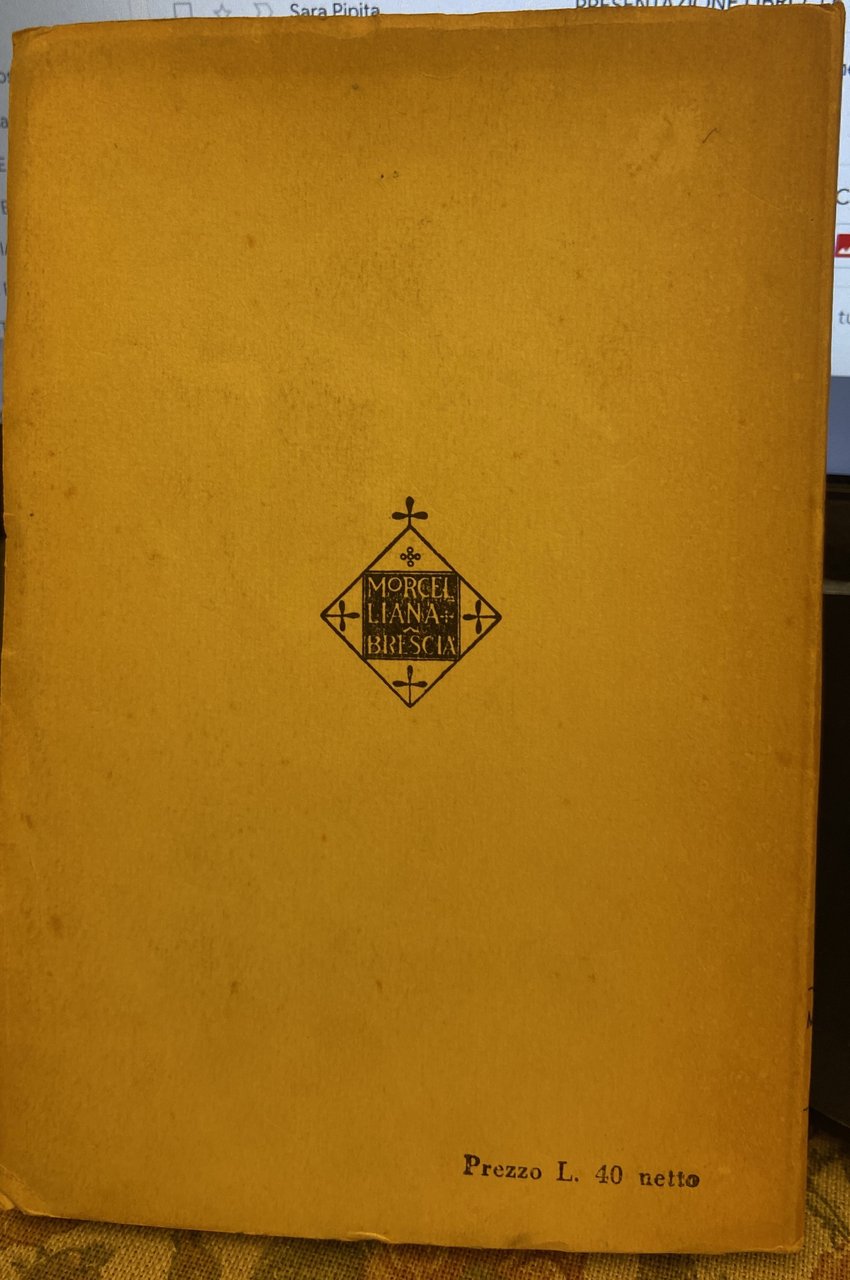 Sara Pipita
MORCEL
LIANA
BRESCIA
Prezzo L. 40 netto